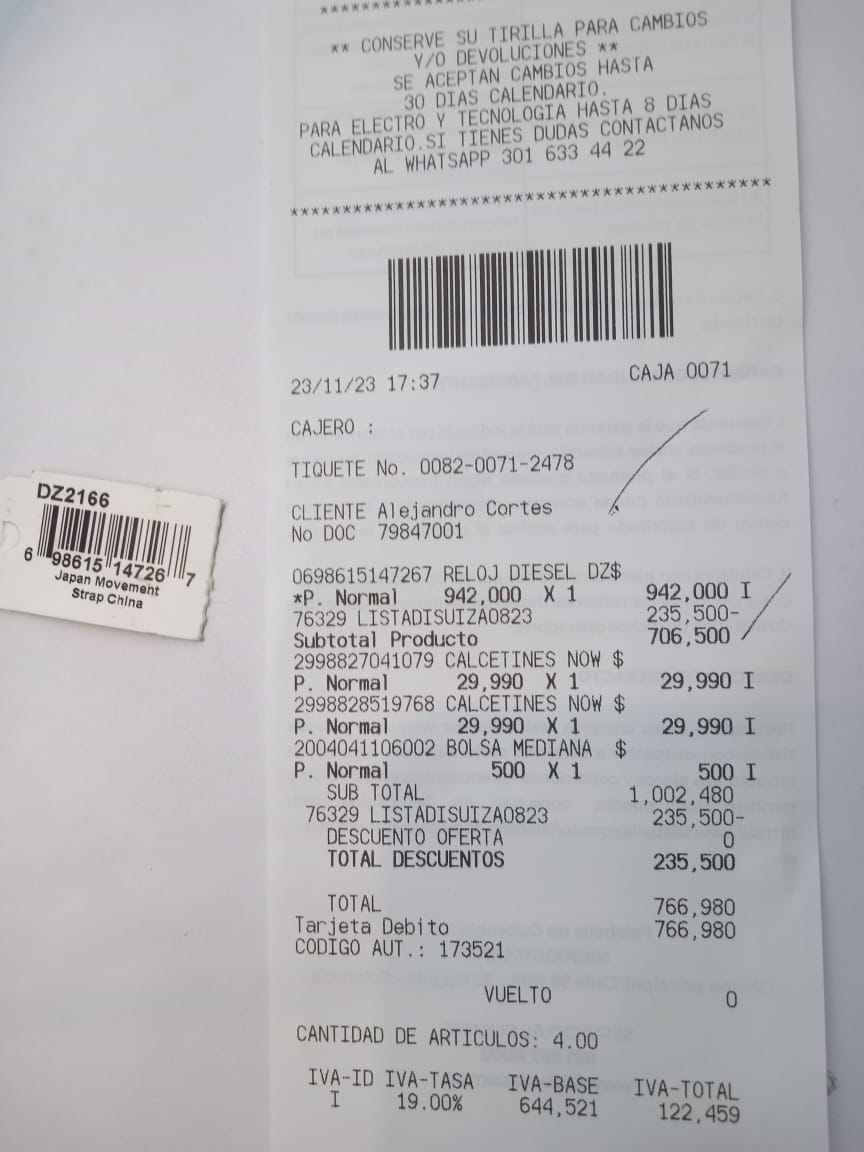 ******************
** CONSERVE SU TIRILLA PARA CAMBIOS
Y/O DEVOLUCIONES **
SE ACEPTAN CAMBIOS HASTA
30 DIAS CALENDARIO.
PARA ELECTRO Y TECNOLOGIA HASTA 8 DIAS
CALENDARIO.SI TIENES DUDAS CONTACTANOS
AL WHATSAPP 301 633 44 22
********************************************
23/11/23 17:37 CAJA 0071
CAJERO :
TIQUETE No. 0082-0071-2478
CLIENTE Alejandro Cortes
No DOC 79847001
0698615147267 RELOJ DIESEL DZ$
*P. Normal 942,000 X 1 942,000 I
76329 LISTADISUIZA0823 235,500-
Subtotal Producto 706,500
2998827041079 CALCETINES NOW $
P. Normal 29,990 X 1 29,990 I
2998828519768 CALCETINES NOW $
P. Normal 29,990 X 1 29,990 I
2004041106002 BOLSA MEDIANA $
P. Normal 500 X 1 500 I
SUB TOTAL 1,002,480
76329 LISTADISUIZA0823 235,500-
DESCUENTO OFERTA 0
TOTAL DESCUENTOS 235,500
TOTAL 766,980
Tarjeta Debito 766,980
CODIGO AUT.: 173521
VUELTO 0
CANTIDAD DE ARTICULOS: 4.00
IVA-ID IVA-TASA IVA-BASE IVA-TOTAL
I 19.00% 644,521 122,459
DZ2166
6 98615 14726 7
Japan Movement
Strap China